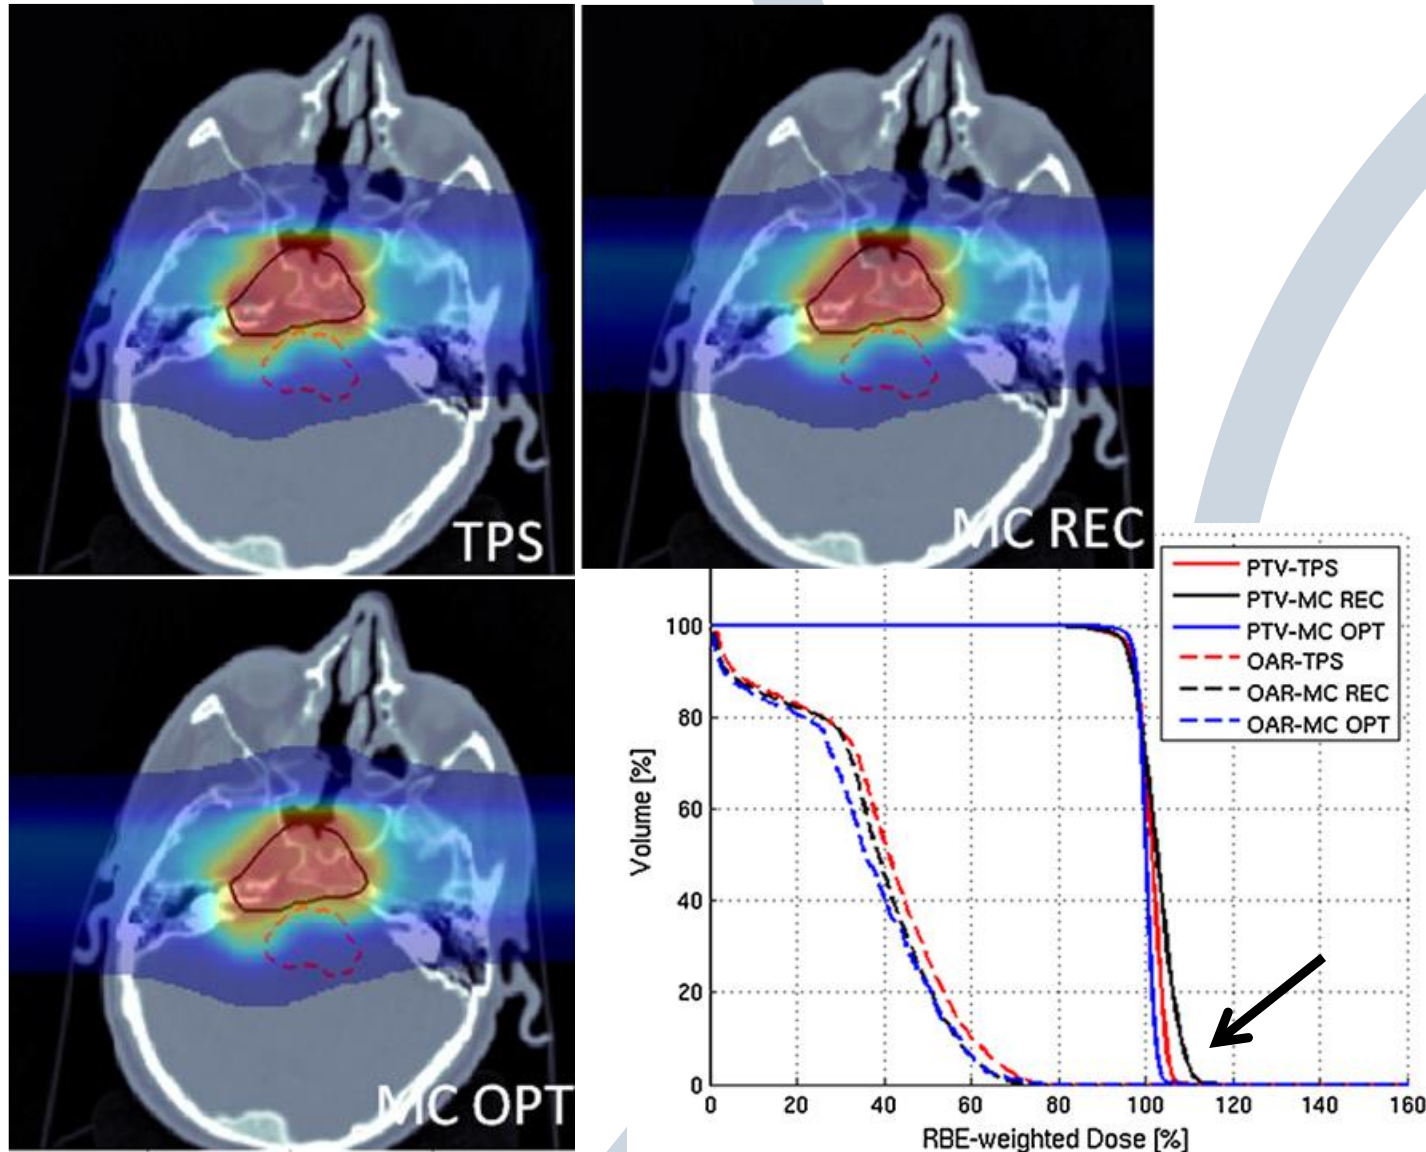 TPS
MC REC
MC OPT
PTV-TPS
PTV-MC REC
PTV-MC OPT
OAR-TPS
OAR-MC REC
OAR-MC OPT
100
80
60
40
20
0
Volume [%]
0 20 40 60 80 100 120 140 160
RBE-weighted Dose [%]